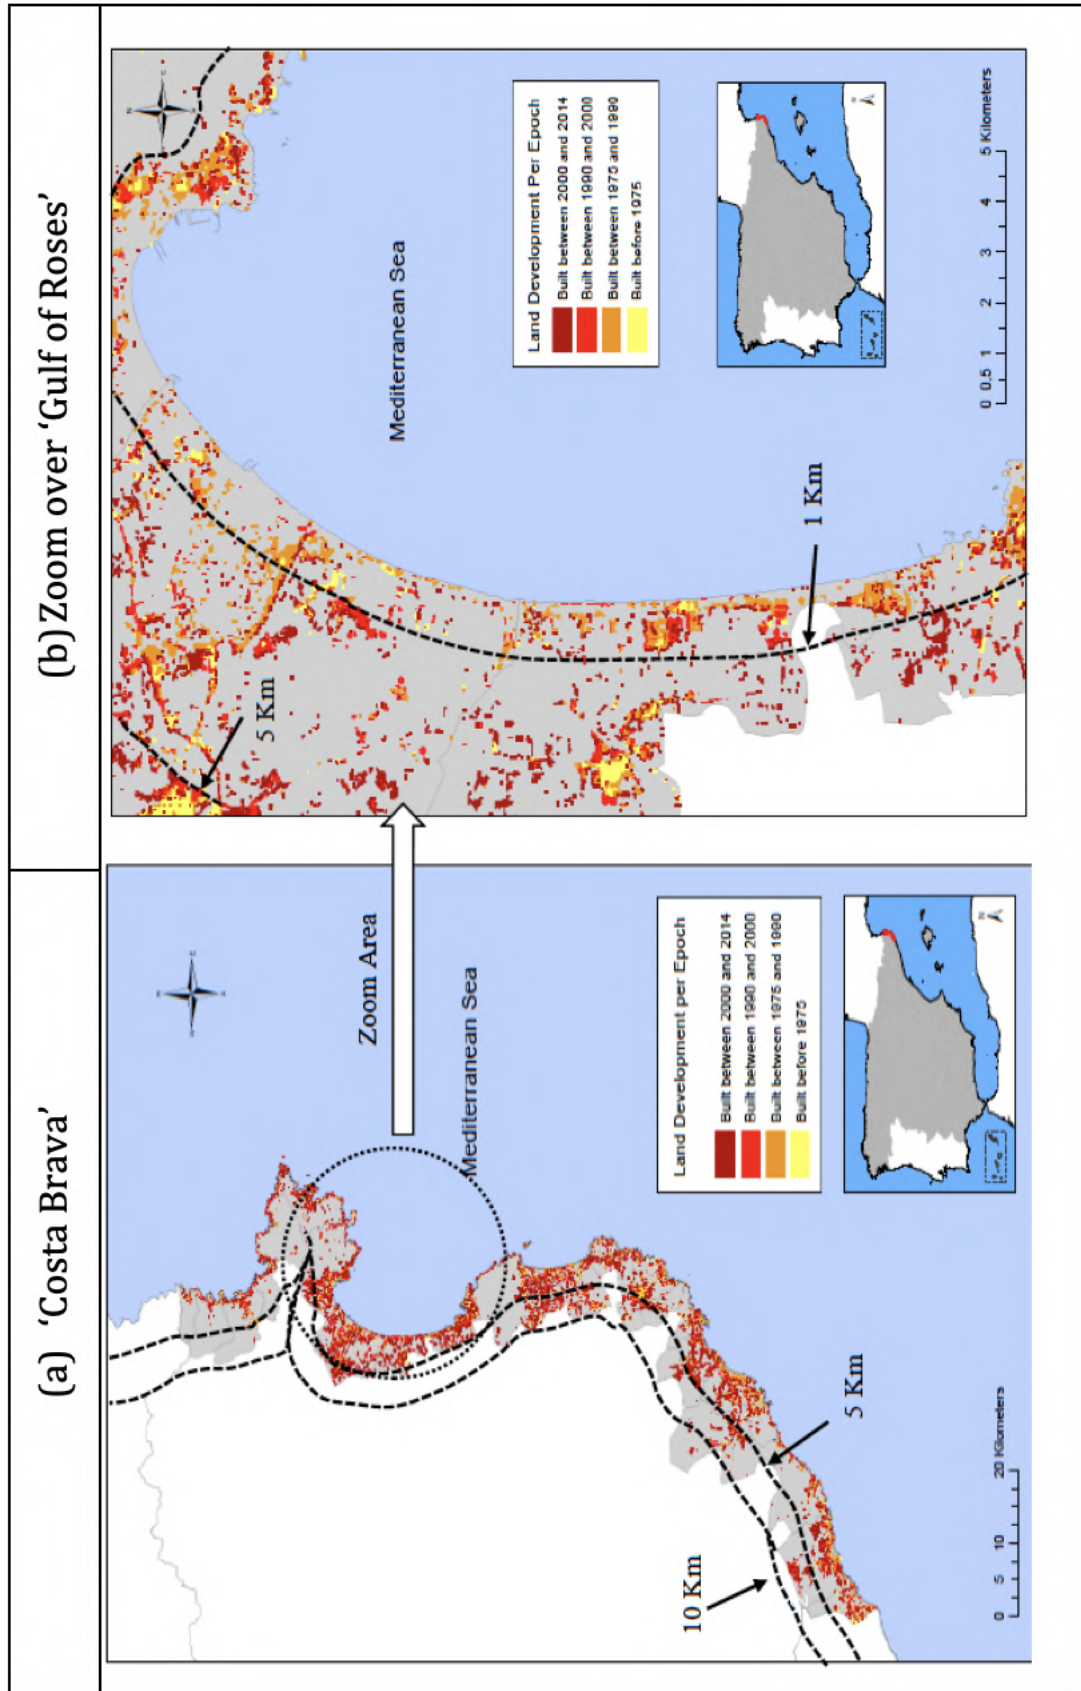 (a) 'Costa Brava'
(b)Zoom over 'Gulf of Roses'
Zoom Area
Mediterranean Sea
10 Km
5 Km
0 5 10 20 Kilometers
Land Development per Epoch
Built between 2000 and 2014
Built between 1990 and 2000
Built between 1975 and 1990
Built before 1975
N
5 Km
Mediterranean Sea
1 Km
Land Development Per Epoch
Built between 2000 and 2014
Built between 1990 and 2000
Built between 1975 and 1990
Built before 1975
0 0.5 1 2 3 4 5 Kilometers